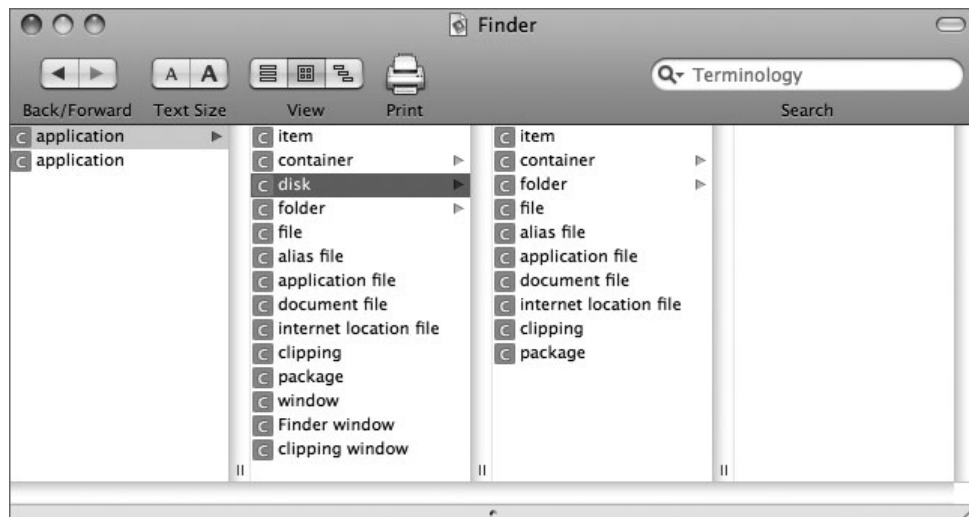 Finder
A A
Terminology
Back/Forward Text Size View Print Search
C application
C application
C item
C container
C disk
C folder
C file
C alias file
C application file
C document file
C internet location file
C clipping
C package
C window
C Finder window
C clipping window
C item
C container
C folder
C file
C alias file
C application file
C document file
C internet location file
C clipping
C package